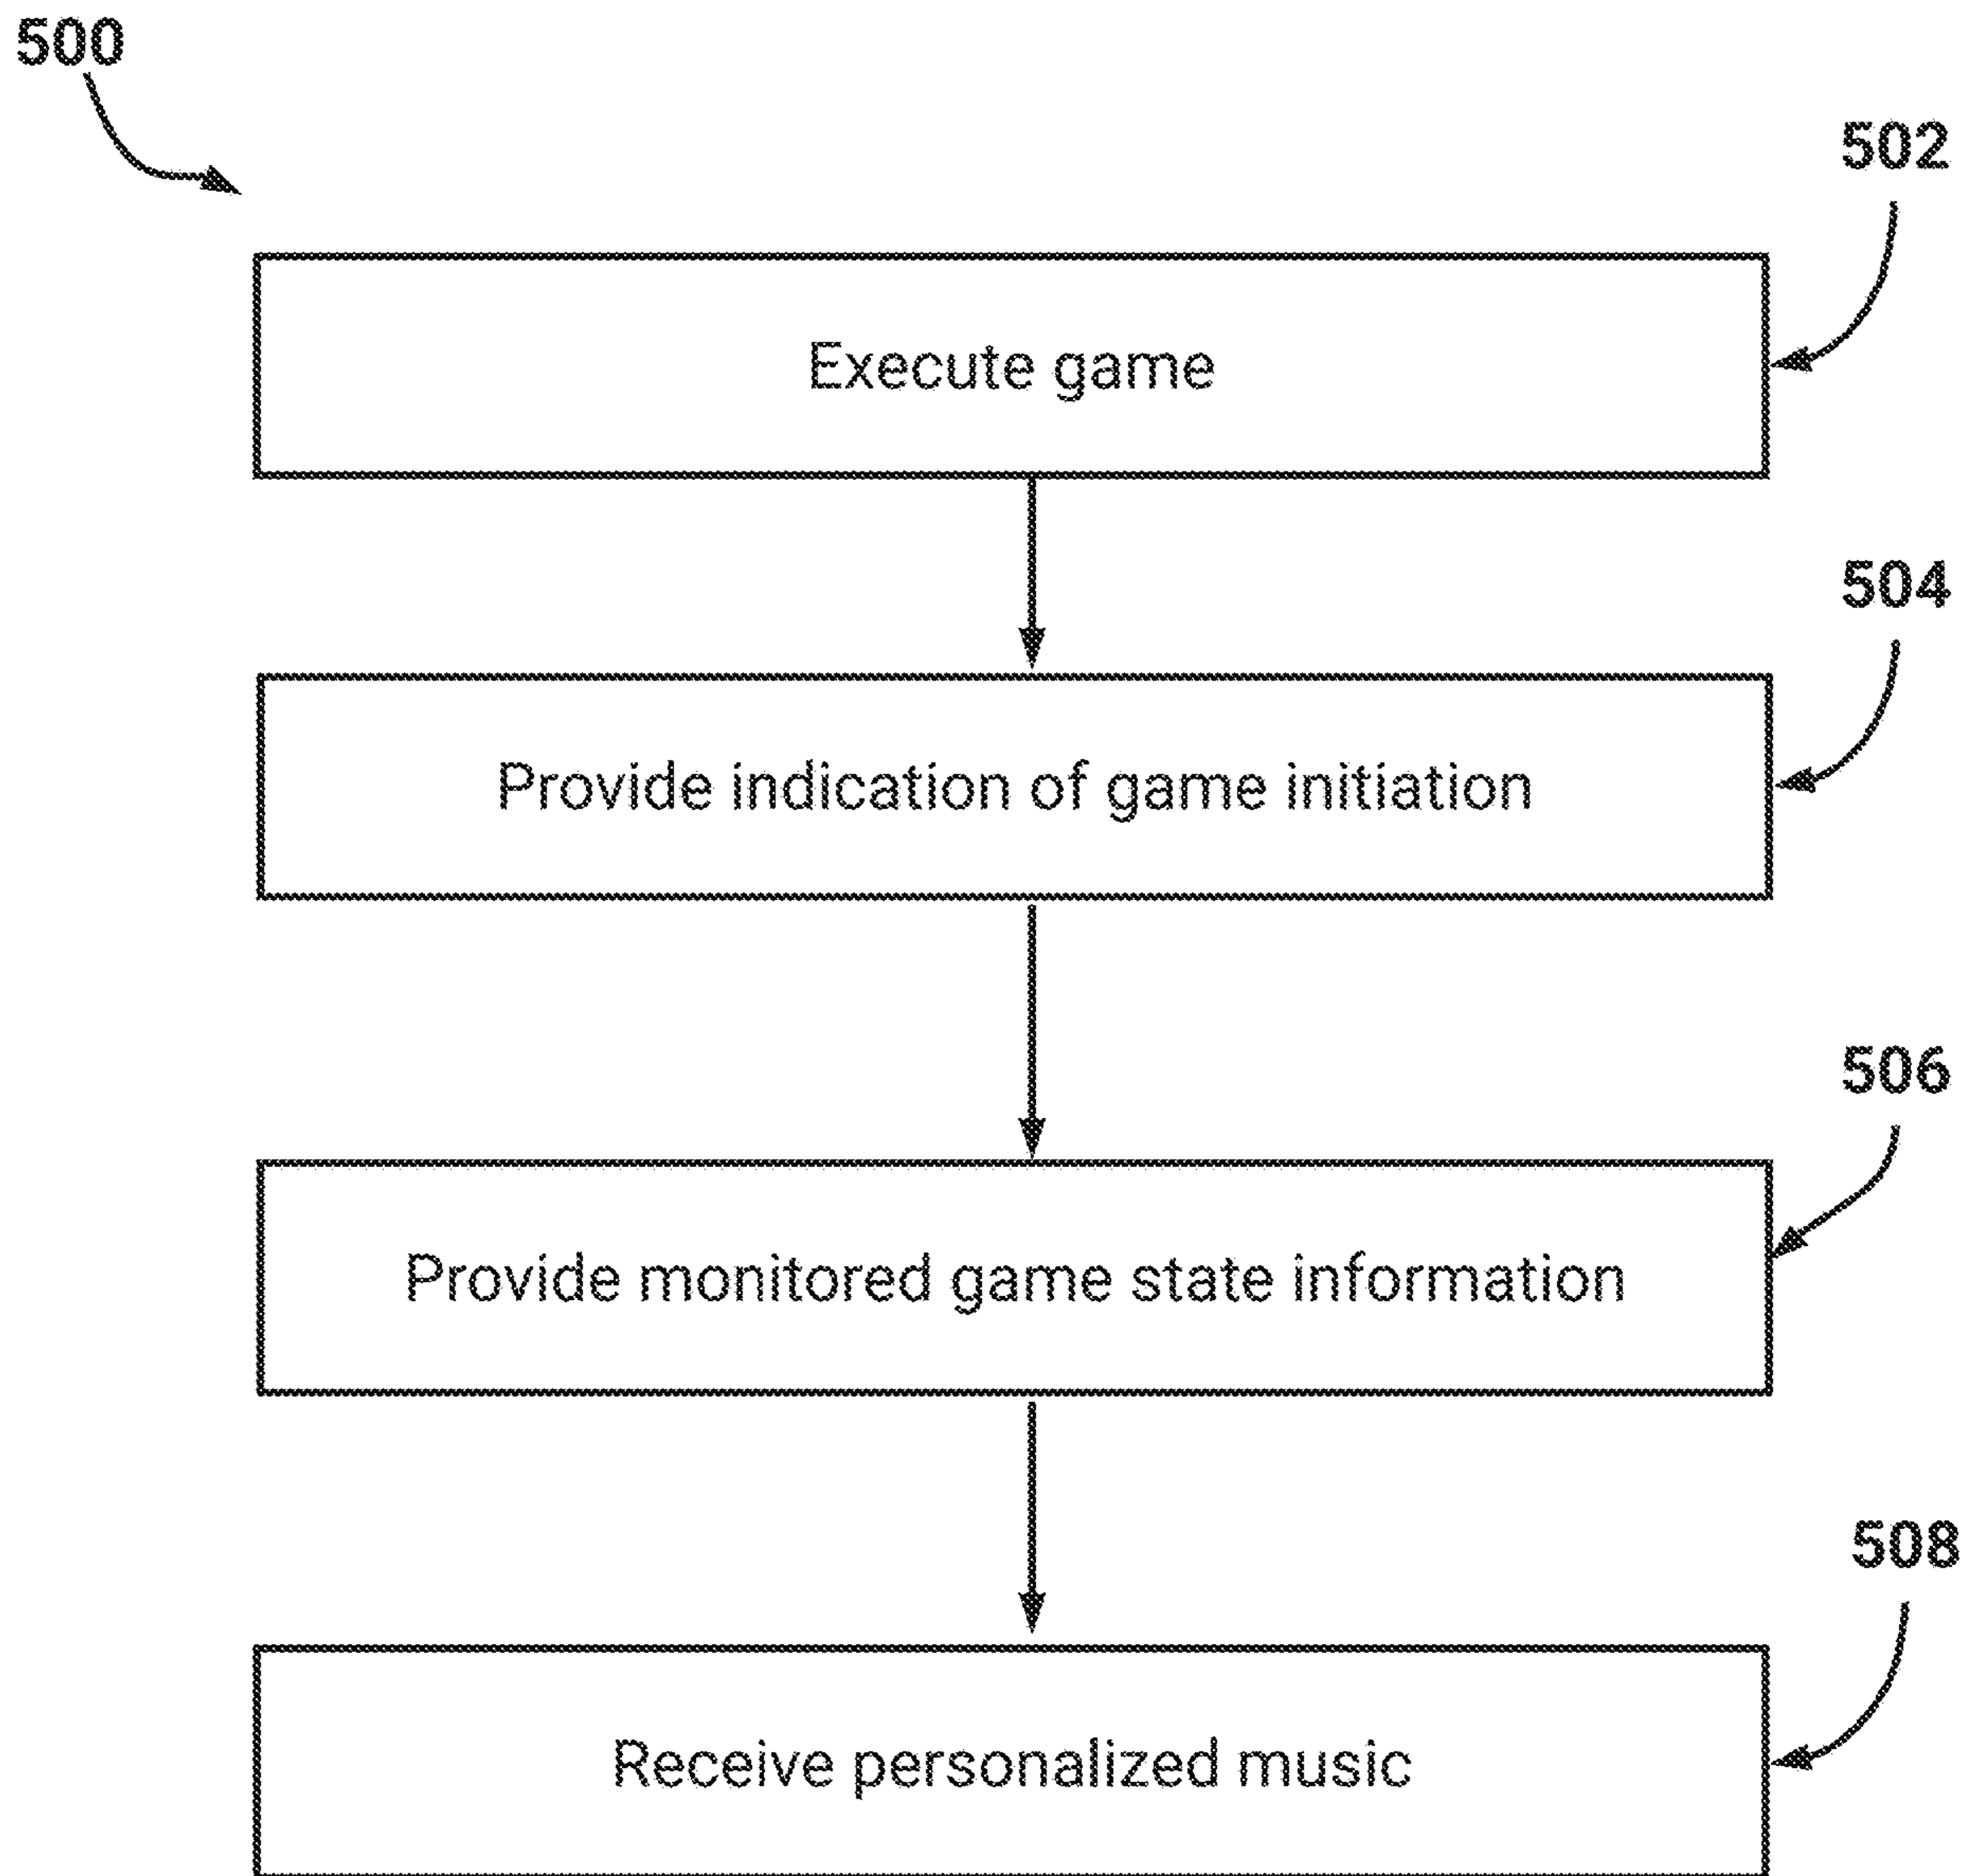 500
502
Execute game
504
Provide indication of game initiation
506
Provide monitored game state information
508
Receive personalized music